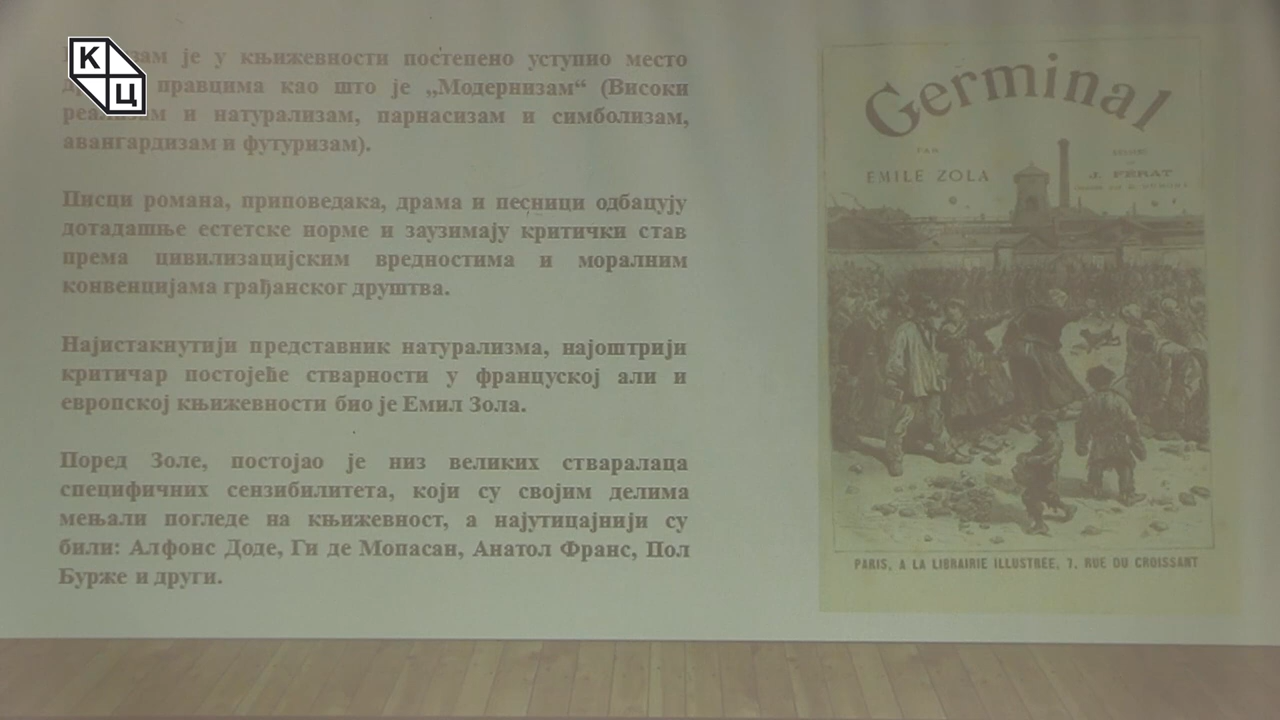 К
Ц
је у књижевности постепено уступио место
правцима као што је „Модернизам“ (Високи
реализам и натурализам, парнасизам и симболизам,
авангардизам и футуризам).
Писци романа, приповедака, драма и песници одбацују
дотадашње естетске норме и заузимају критички став
према цивилизацијским вредностима и моралним
конвенцијама грађанског друштва.
Најистакнутији представник натурализма, најоштрији
критичар постојеће стварности у француској али и
европској књижевности био је Емил Зола.
Поред Золе, постојао је низ великих стваралаца
специфичних сензибилитета, који су својим делима
мењали погледе на књижевност, а најутицајнији су
били: Алфонс Доде, Ги де Мопасан, Анатол Франс, Пол
Бурже и други.
Germinal
PAR
EMILE ZOLA
J. FÉRAT
PARIS, A LA LIBRAIRIE ILLUSTRÉE, 7, RUE DU CROISSANT